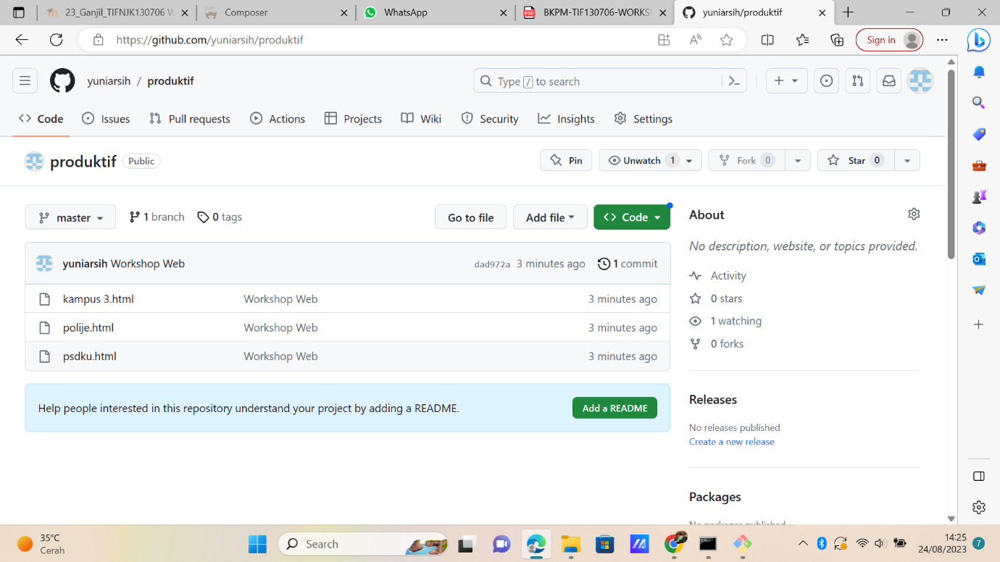 23_Ganjil_TIFNJK130706 W
Composer
WhatsApp
BKPM-TIF130706-WORKS
yuniarsih/produktif
https://github.com/yuniarsih/produktif
Sign in
yuniarsih / produktif
Type / to search
Code
Issues
Pull requests
Actions
Projects
Wiki
Security
Insights
Settings
produktif Public
Pin
Unwatch 1
Fork 0
Star 0
master
1 branch
0 tags
Go to file
Add file
Code
yuniarsih Workshop Web
dad972a 3 minutes ago
1 commit
kampus 3.html Workshop Web 3 minutes ago
polije.html Workshop Web 3 minutes ago
psdku.html Workshop Web 3 minutes ago
Help people interested in this repository understand your project by adding a README.
Add a README
About
No description, website, or topics provided.
Activity
0 stars
1 watching
0 forks
Releases
No releases published
Create a new release
Packages
No packages published
35°C
Cerah
Search
14:25
24/08/2023
7